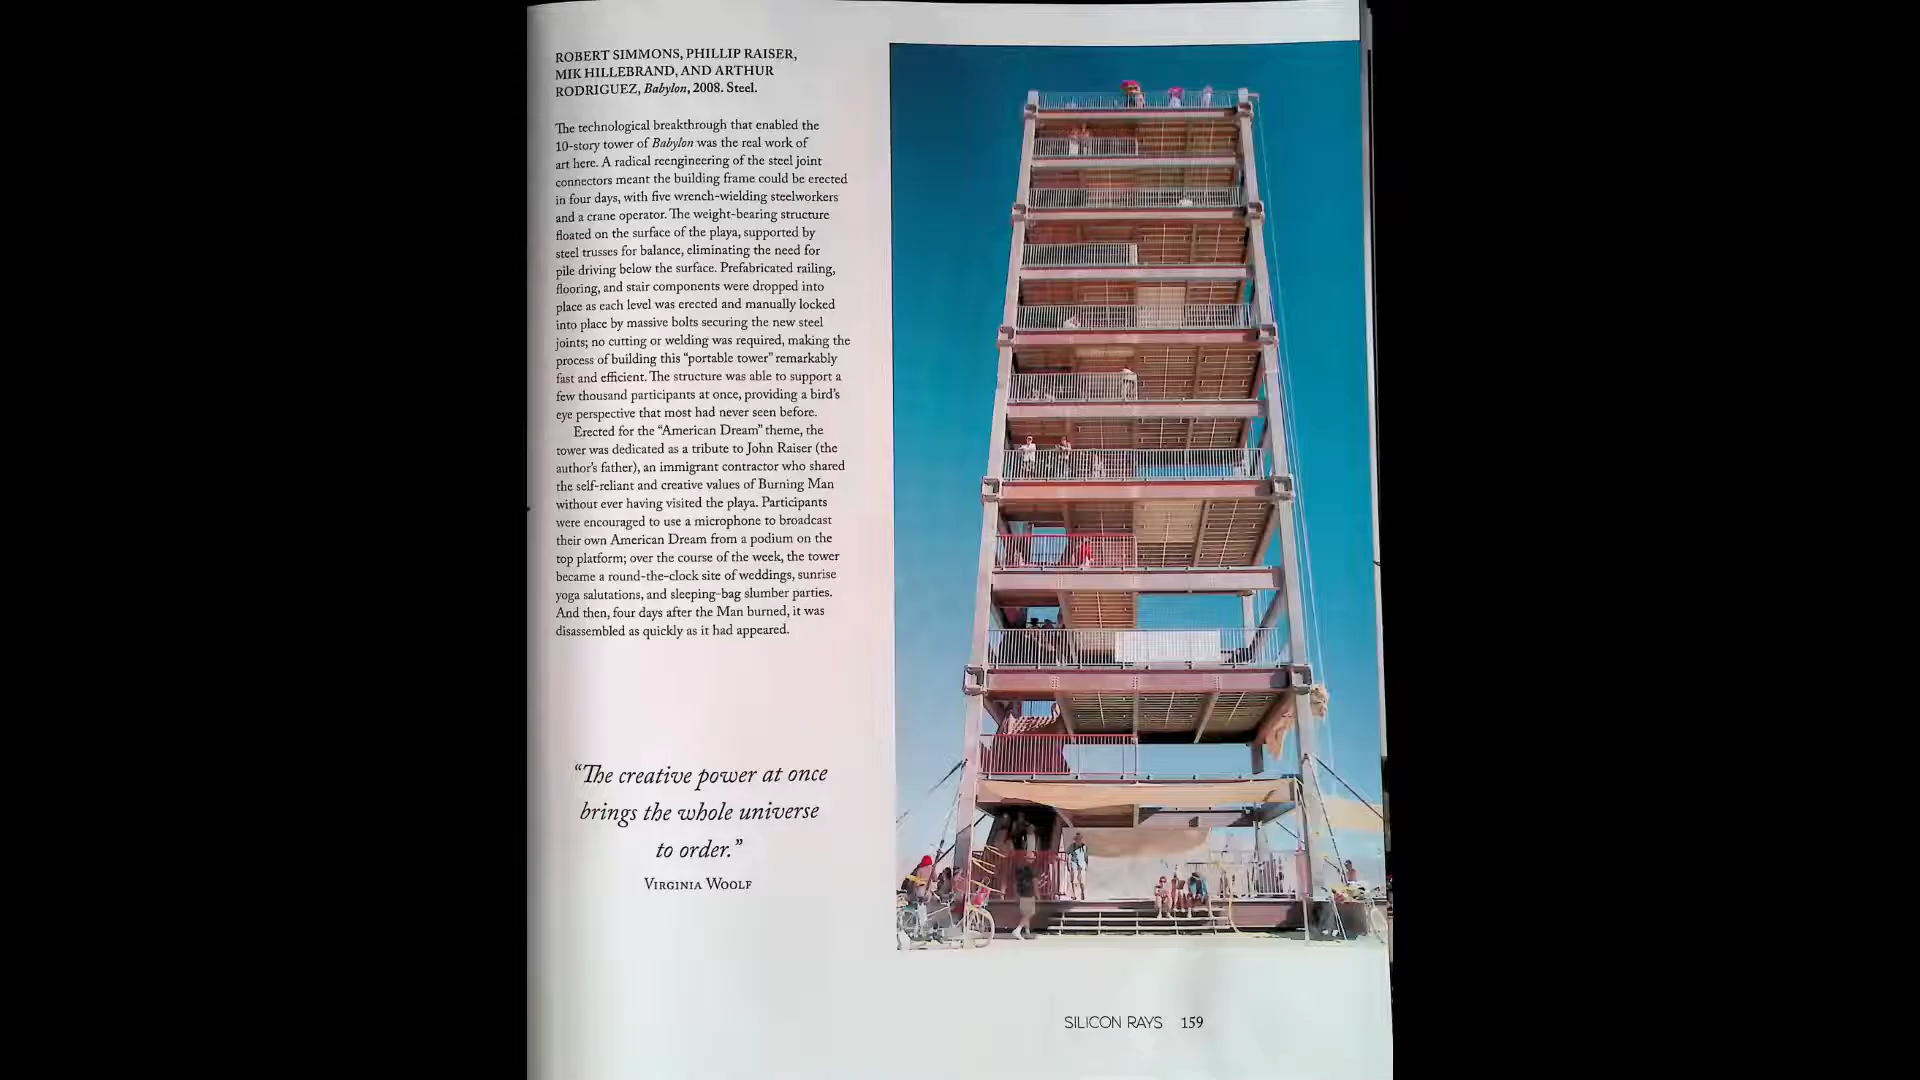 ROBERT SIMMONS, PHILLIP RAISER,
MIK HILLEBRAND, AND ARTHUR
RODRIGUEZ, Babylon, 2008. Steel.
The technological breakthrough that enabled the
10-story tower of Babylon was the real work of
art here. A radical reengineering of the steel joint
connectors meant the building frame could be erected
in four days, with five wrench-wielding steelworkers
and a crane operator. The weight-bearing structure
floated on the surface of the playa, supported by
steel trusses for balance, eliminating the need for
pile driving below the surface. Prefabricated railing,
flooring, and stair components were dropped into
place as each level was erected and manually locked
into place by massive bolts securing the new steel
joints; no cutting or welding was required, making the
process of building this “portable tower” remarkably
fast and efficient. The structure was able to support a
few thousand participants at once, providing a bird’s
eye perspective that most had never seen before.
Erected for the “American Dream” theme, the
tower was dedicated as a tribute to John Raiser (the
author’s father), an immigrant contractor who shared
the self-reliant and creative values of Burning Man
without ever having visited the playa. Participants
were encouraged to use a microphone to broadcast
their own American Dream from a podium on the
top platform; over the course of the week, the tower
became a round-the-clock site of weddings, sunrise
yoga salutations, and sleeping-bag slumber parties.
And then, four days after the Man burned, it was
disassembled as quickly as it had appeared.
“The creative power at once
brings the whole universe
to order.”
VIRGINIA WOOLF
SILICON RAYS 159